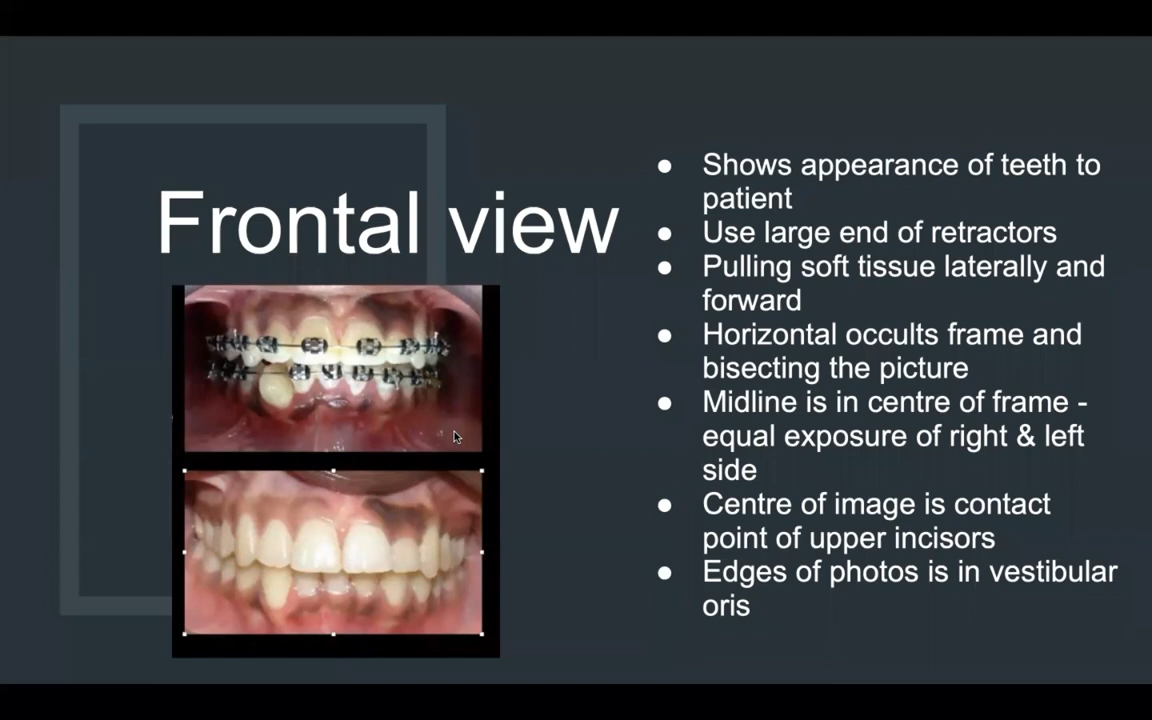 Frontal view
● Shows appearance of teeth to
patient
● Use large end of retractors
● Pulling soft tissue laterally and
forward
● Horizontal occults frame and
bisecting the picture
● Midline is in centre of frame -
equal exposure of right & left
side
● Centre of image is contact
point of upper incisors
● Edges of photos is in vestibular
oris